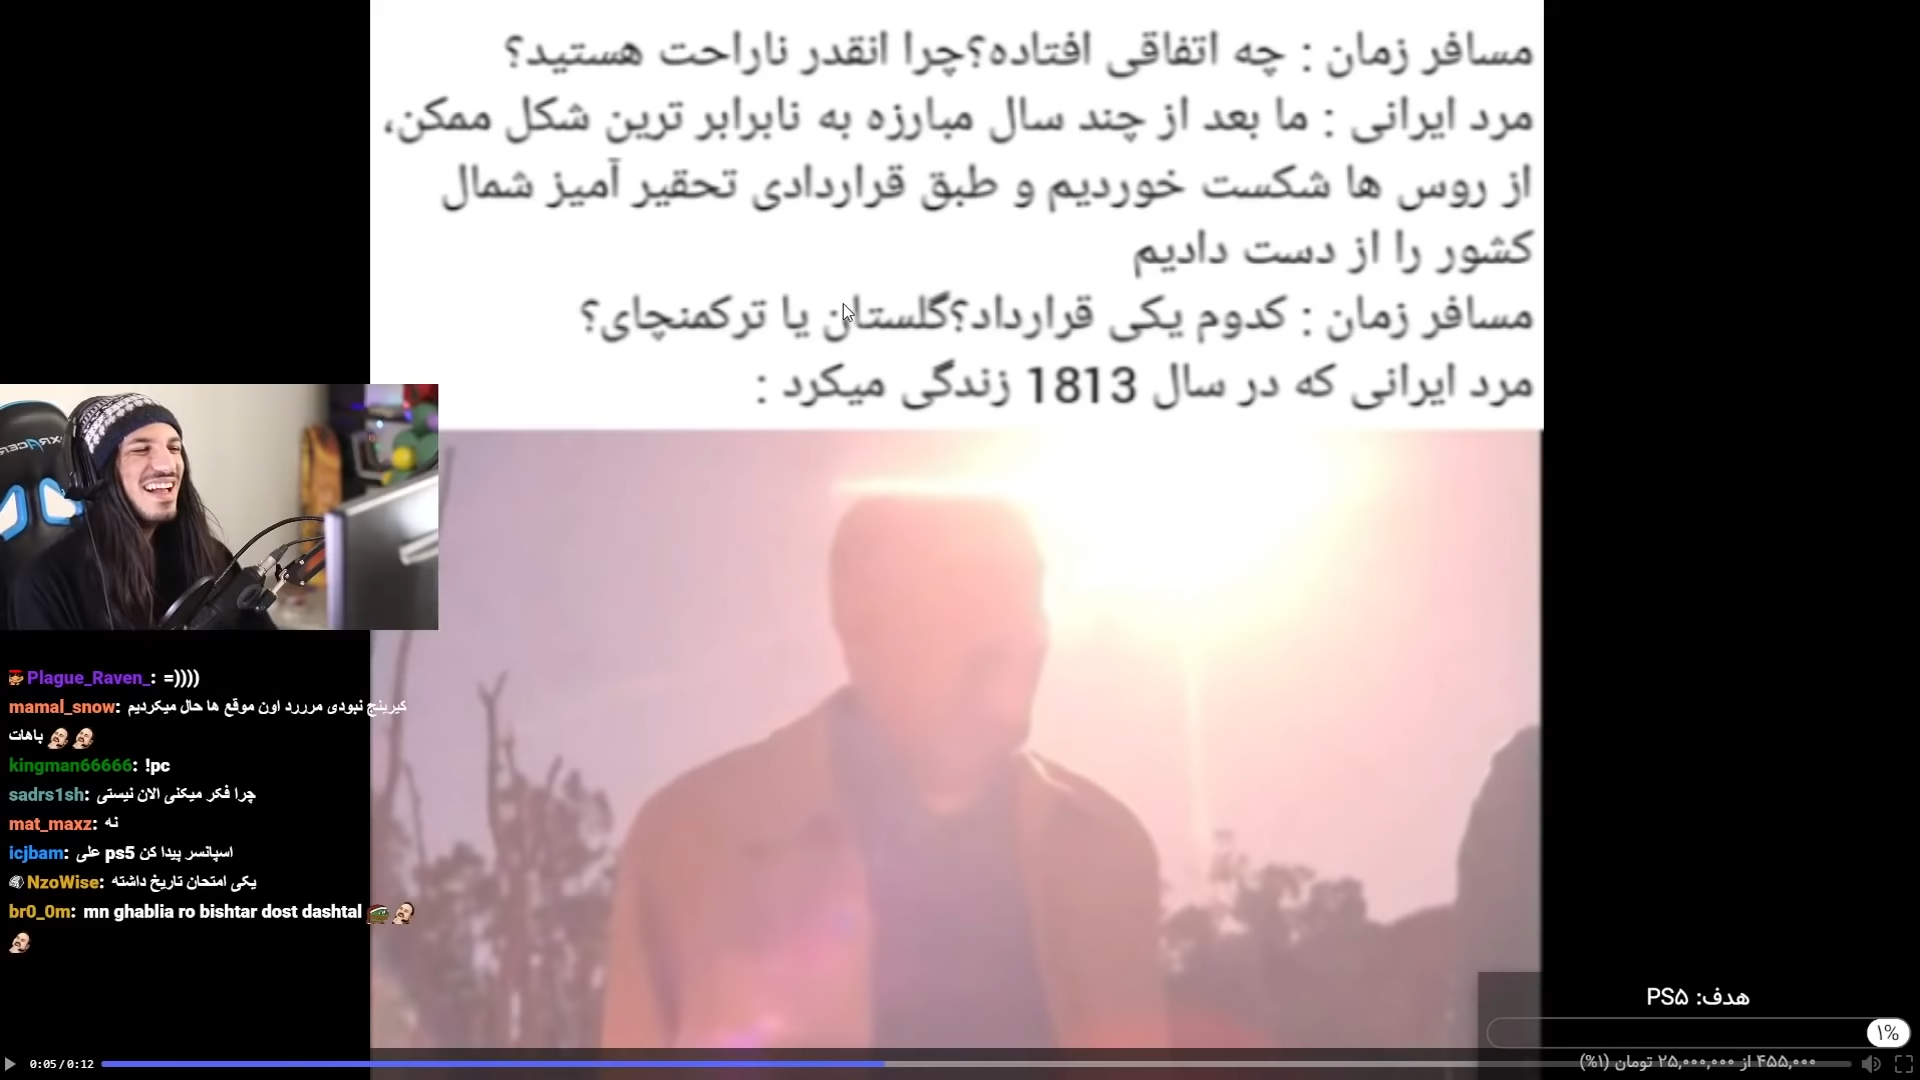 مسافر زمان : چه اتفاقی افتاده؟چرا انقدر ناراحت هستید؟
مرد ایرانی : ما بعد از چند سال مبارزه به نابرابر ترین شکل ممکن،
از روس ها شکست خوردیم و طبق قراردادی تحقیر آمیز شمال
کشور را از دست دادیم
مسافر زمان : کدوم یکی قرارداد؟گلستان یا ترکمنچای؟
مرد ایرانی که در سال 1813 زندگی میکرد :
Plague_Raven_: =))))
mamal_snow: کیرینج نبودی مرررد اون موقع ها حال میکردیم
باهات
kingman66666: !pc
sadrs1sh: چرا فکر میکنی الان نیستی
mat_maxz: نه
icjbam: علی ps5 اسپانسر پیدا کن
NzoWise: یکی امتحان تاریخ داشته
br0_0m: mn ghablia ro bishtar dost dashtal
هدف: PS۵
۱%
۴۵۵,۰۰۰ از ۲۵,۰۰۰,۰۰۰ تومان (۱%)
0:05/0:12